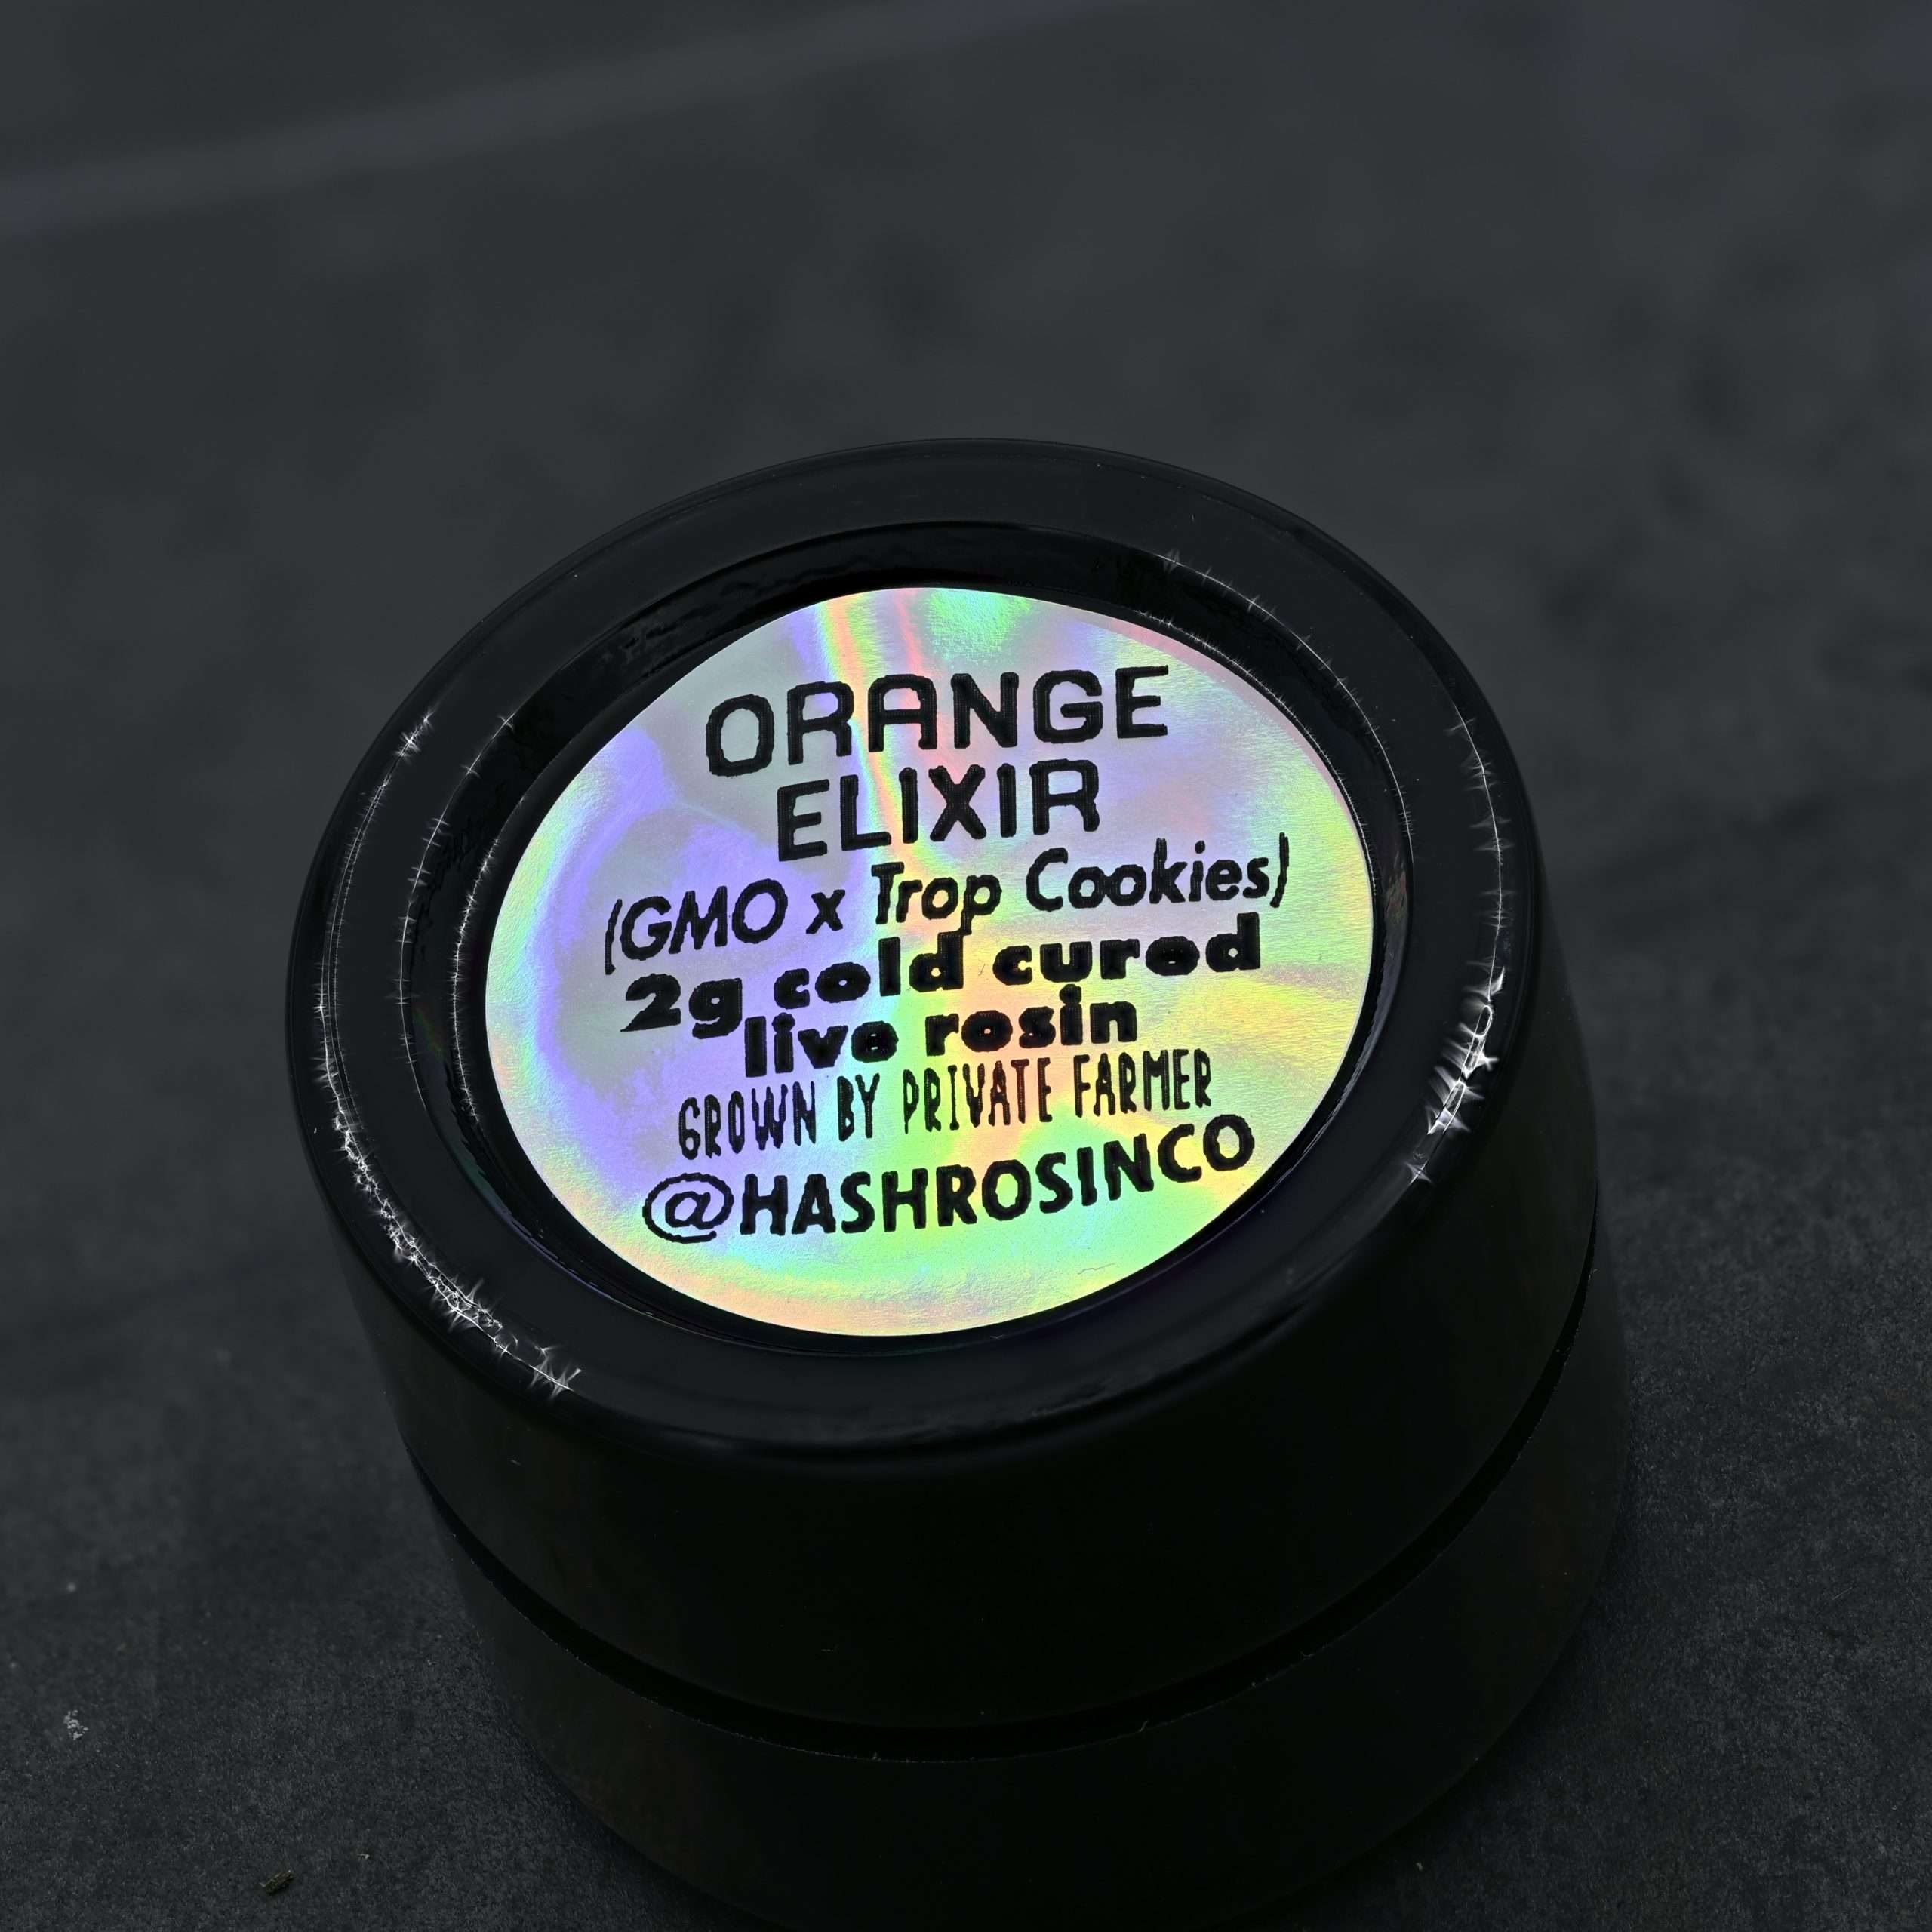 ORANGE
ELIXIR
(GMO x Trop Cookies)
2g cold cured
live rosin
GROWN BY PRIVATE FARMER
@HASHROSINCO